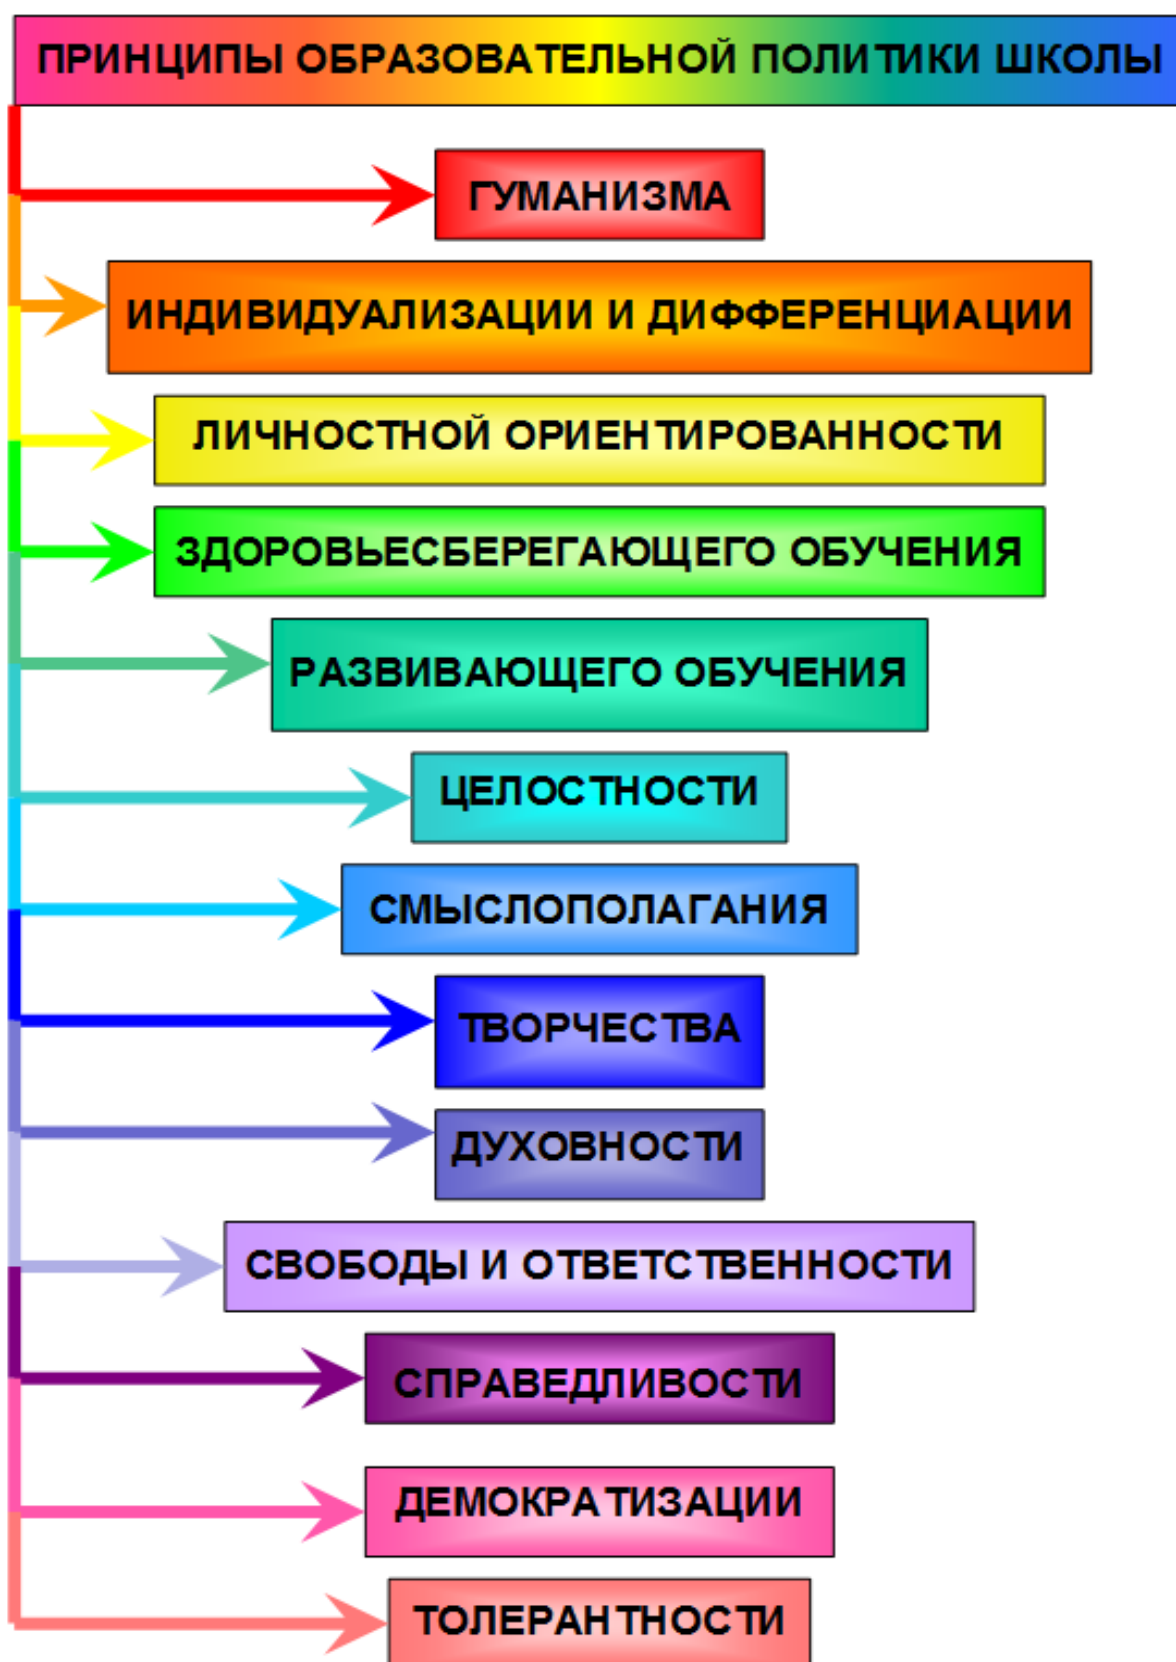 ПРИНЦИПЫ ОБРАЗОВАТЕЛЬНОЙ ПОЛИТИКИ ШКОЛЫ
ГУМАНИЗМА
ИНДИВИДУАЛИЗАЦИИ И ДИФФЕРЕНЦИАЦИИ
ЛИЧНОСТНОЙ ОРИЕНТИРОВАННОСТИ
ЗДОРОВЬЕСБЕРЕГАЮЩЕГО ОБУЧЕНИЯ
РАЗВИВАЮЩЕГО ОБУЧЕНИЯ
ЦЕЛОСТНОСТИ
СМЫСЛОПОЛАГАНИЯ
ТВОРЧЕСТВА
ДУХОВНОСТИ
СВОБОДЫ И ОТВЕТСТВЕННОСТИ
СПРАВЕДЛИВОСТИ
ДЕМОКРАТИЗАЦИИ
ТОЛЕРАНТНОСТИ